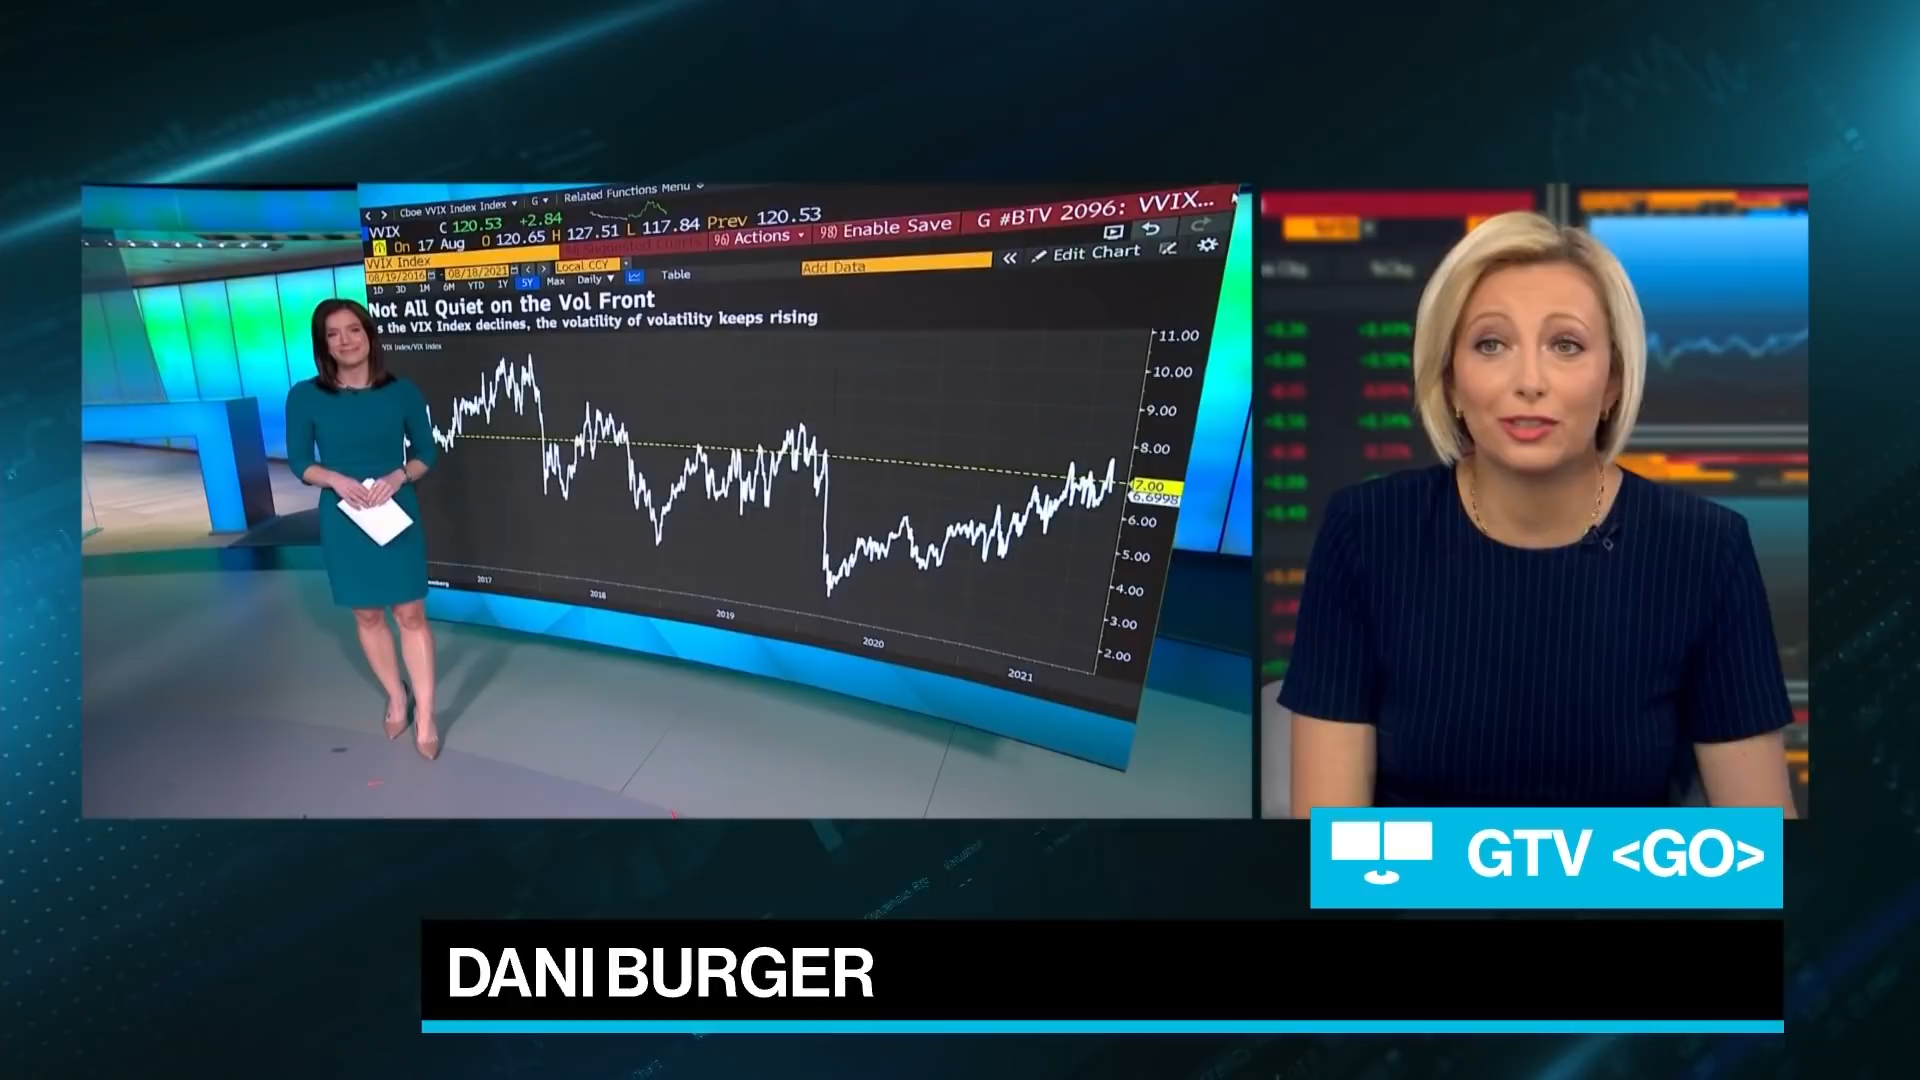 Related Functions Menu
Cboe VVIX Index Index G
VVIX C 120.53 +2.84
On 17 Aug O 120.65 H 127.51 L 117.84 Prev 120.53
VVIX Index 96) Actions 98) Enable Save G #BTV 2096: VVIX...
08/19/2016 - 08/18/2021 Local CCY Add Data « Edit Chart
1D 3D 1M 6M YTD 1Y 5Y Max Daily Table
Not All Quiet on the Vol Front
s the VIX Index declines, the volatility of volatility keeps rising
VIX Index/VIX Index
11.00
10.00
9.00
8.00
7.00
6.6998
6.00
5.00
4.00
3.00
2.00
2017
2018
2019
2020
2021
GTV <GO>
DANI BURGER